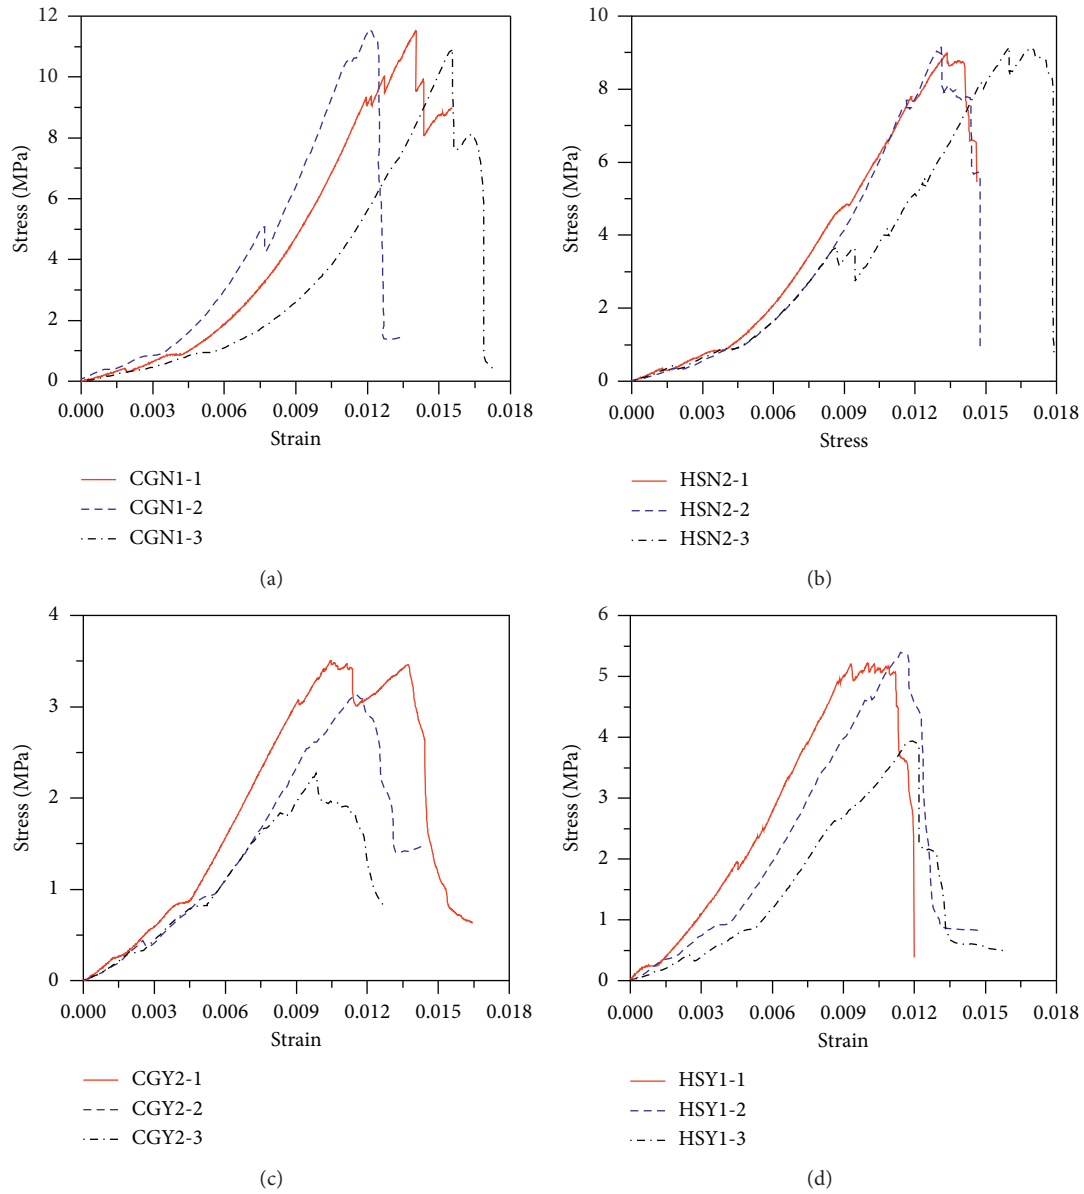 12
10
8
6
4
2
0
Stress (MPa)
0.000 0.003 0.006 0.009 0.012 0.015 0.018
Strain
CGN1-1
CGN1-2
CGN1-3
(a)
10
8
6
4
2
0
Stress (MPa)
0.000 0.003 0.006 0.009 0.012 0.015 0.018
Stress
HSN2-1
HSN2-2
HSN2-3
(b)
4
3
2
1
0
Stress (MPa)
0.000 0.003 0.006 0.009 0.012 0.015 0.018
Strain
CGY2-1
CGY2-2
CGY2-3
(c)
6
5
4
3
2
1
0
Stress (MPa)
0.000 0.003 0.006 0.009 0.012 0.015 0.018
Strain
HSY1-1
HSY1-2
HSY1-3
(d)